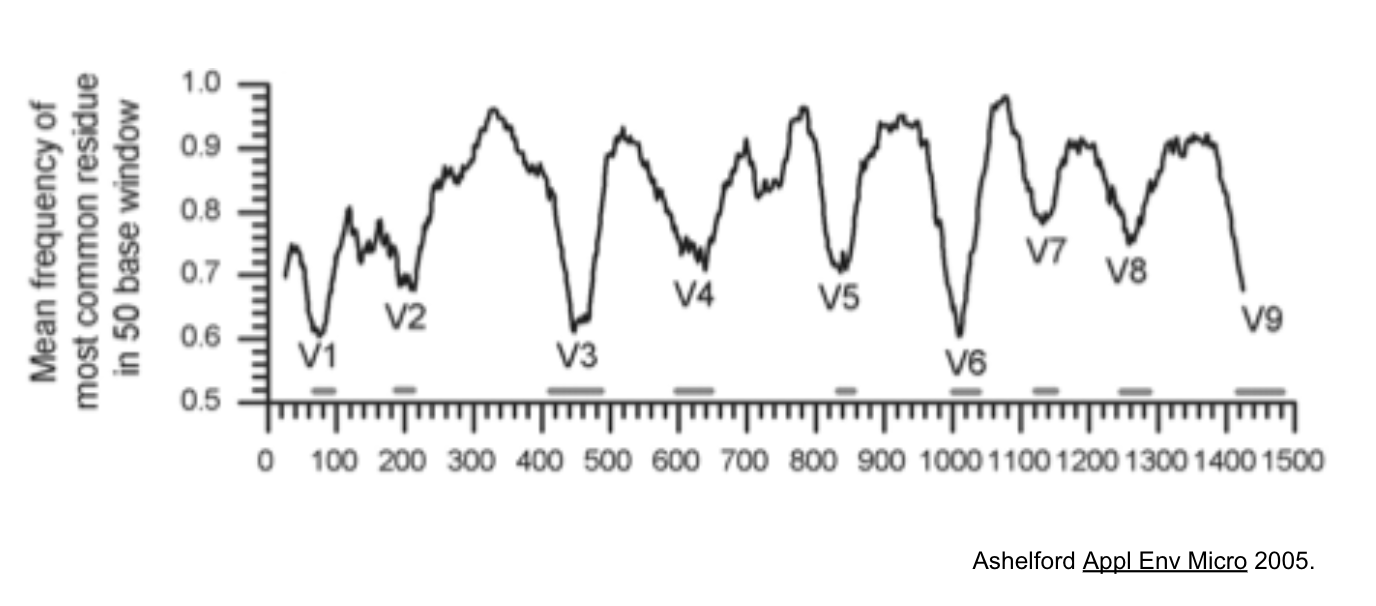 Mean frequency of
most common residue
in 50 base window
1.0
0.9
0.8
0.7
0.6
0.5
V1
V2
V3
V4
V5
V6
V7
V8
V9
0 100 200 300 400 500 600 700 800 900 1000 1100 1200 1300 1400 1500
Ashelford Appl Env Micro 2005.